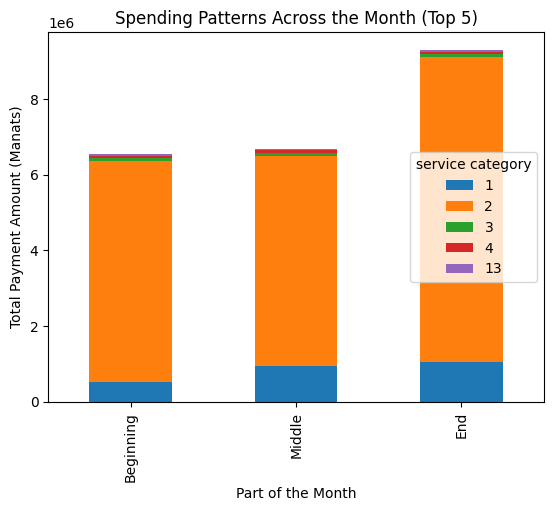 Spending Patterns Across the Month (Top 5)
1e6
8
6
4
2
0
Total Payment Amount (Manats)
service category
1
2
3
4
13
Beginning
Middle
End
Part of the Month